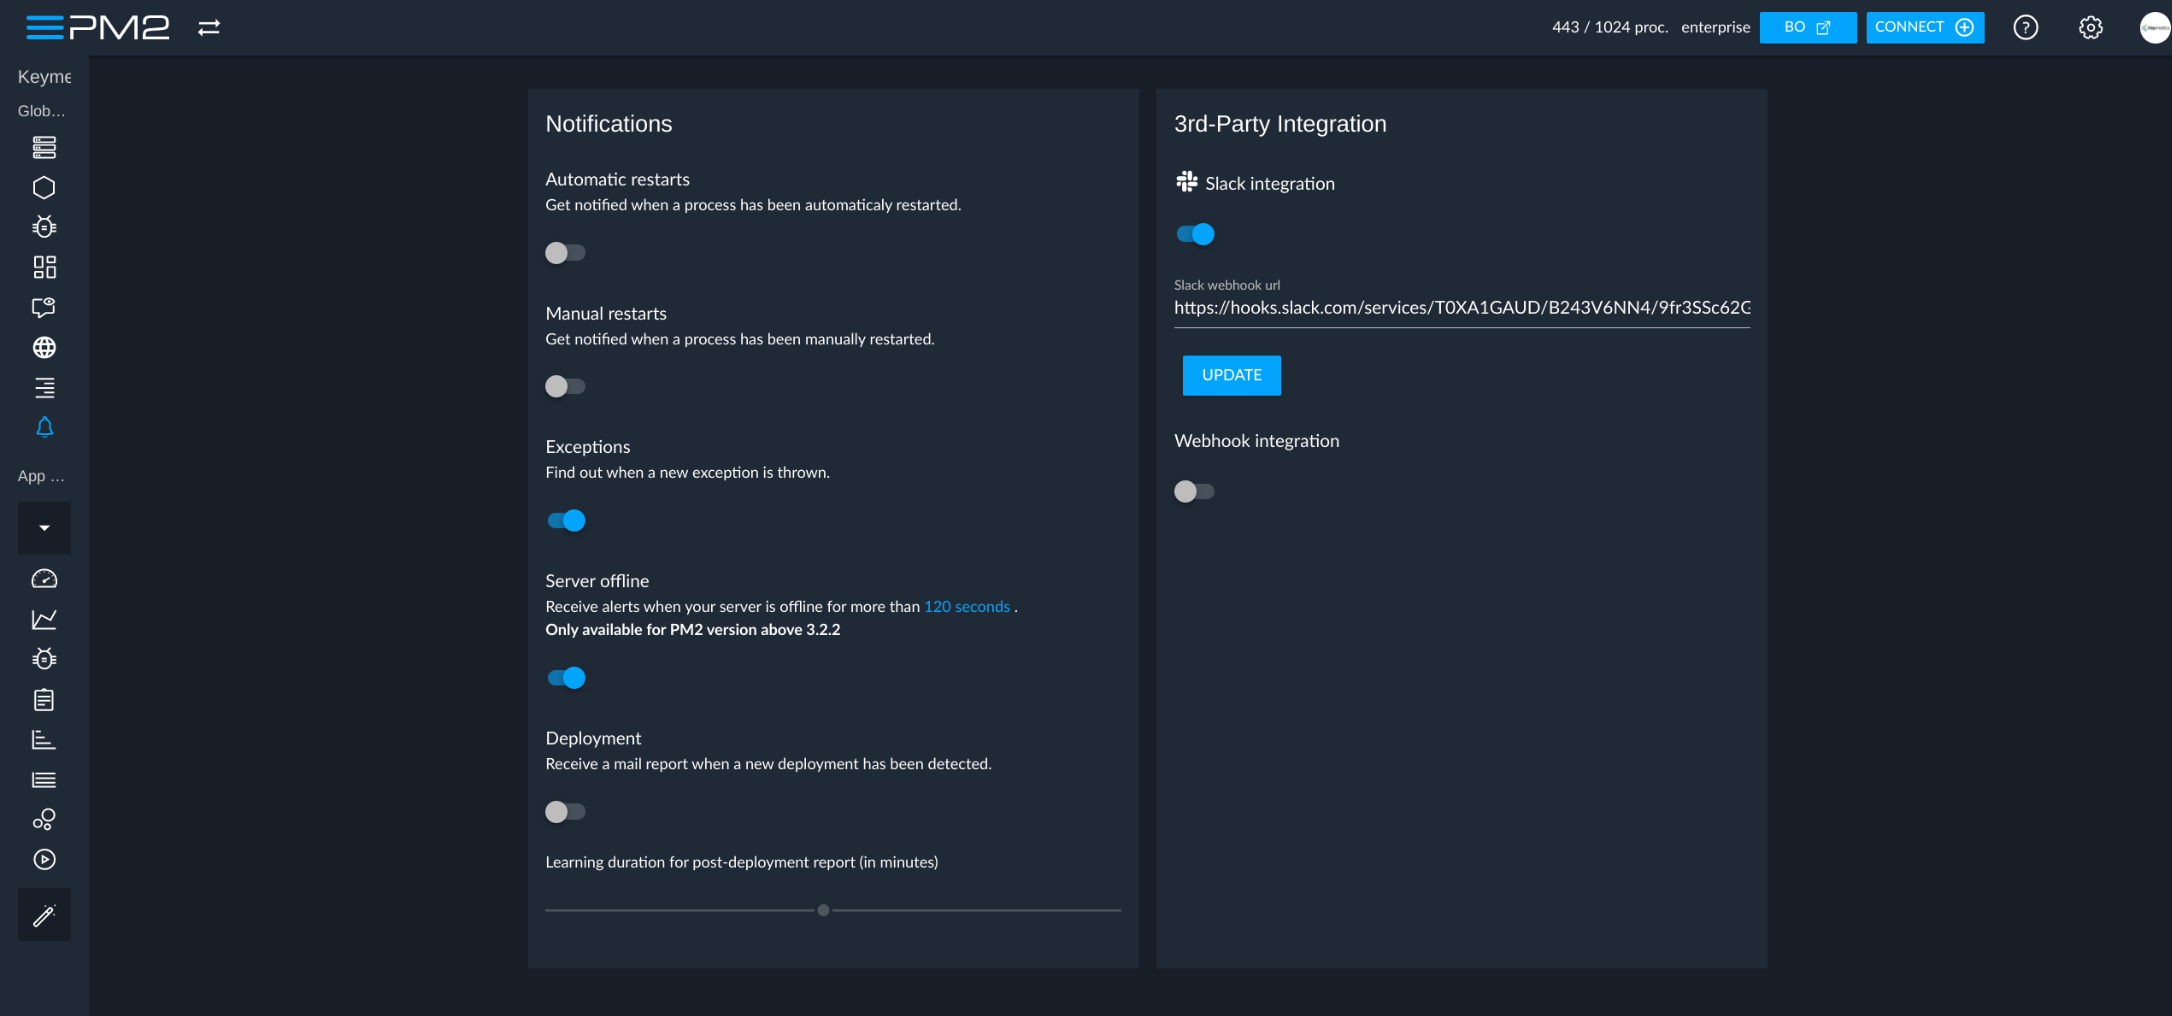 PM2
443 / 1024 proc. enterprise BO CONNECT
Keyme
Glob...
App ...
Notifications
Automatic restarts
Get notified when a process has been automaticaly restarted.
Manual restarts
Get notified when a process has been manually restarted.
Exceptions
Find out when a new exception is thrown.
Server offline
Receive alerts when your server is offline for more than 120 seconds .
Only available for PM2 version above 3.2.2
Deployment
Receive a mail report when a new deployment has been detected.
Learning duration for post-deployment report (in minutes)
3rd-Party Integration
Slack integration
Slack webhook url
https://hooks.slack.com/services/T0XA1GAUD/B243V6NN4/9fr3SSc62G
UPDATE
Webhook integration